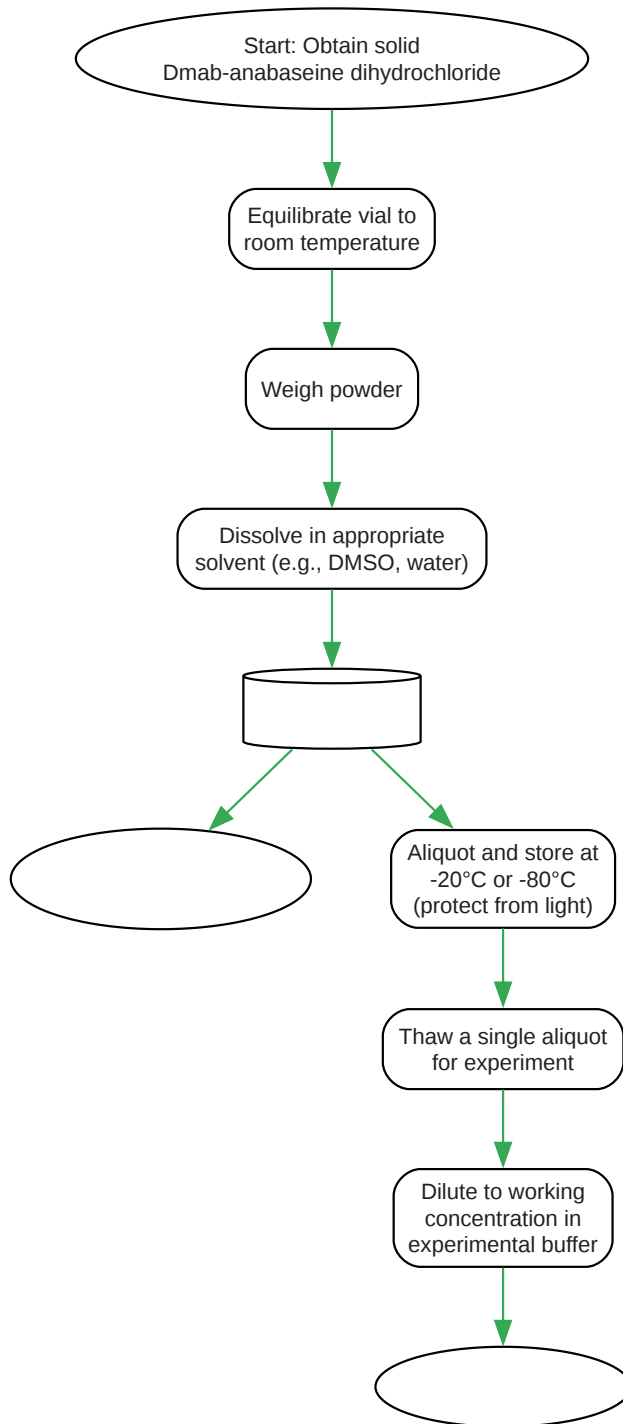 Start: Obtain solid
Dmab-anabaseine dihydrochloride
Equilibrate vial to
room temperature
Weigh powder
Dissolve in appropriate
solvent (e.g., DMSO, water)
Aliquot and store at
-20°C or -80°C
(protect from light)
Thaw a single aliquot
for experiment
Dilute to working
concentration in
experimental buffer